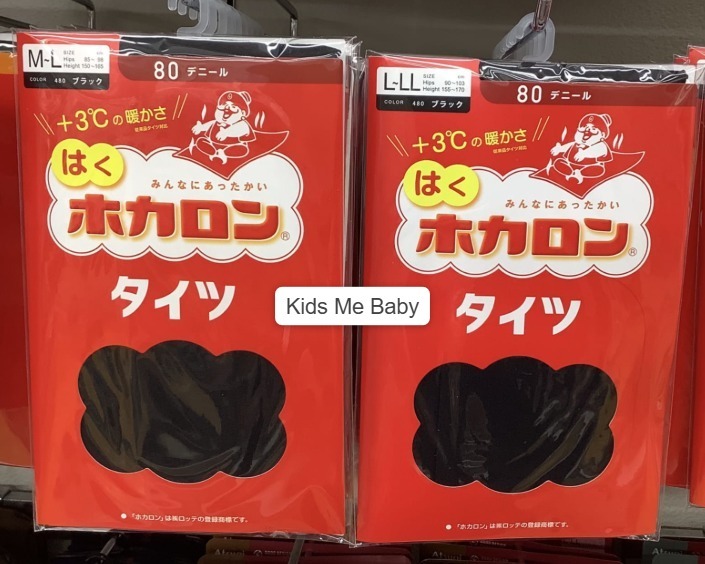 M~L
SIZE cm
Hips 85~98
Height 150~165
COLOR 480 ブラック
80 デニール
+3℃の暖かさ
はく
みんなにあったかい
ホカロン®
タイツ
●「ホカロン」は㈱ロッテの登録商標です。
L~LL
SIZE cm
Hips 90~103
Height 155~170
COLOR 480 ブラック
80 デニール
+3℃の暖かさ
はく
みんなにあったかい
ホカロン®
タイツ
●「ホカロン」は㈱ロッテの登録商標です。
Kids Me Baby